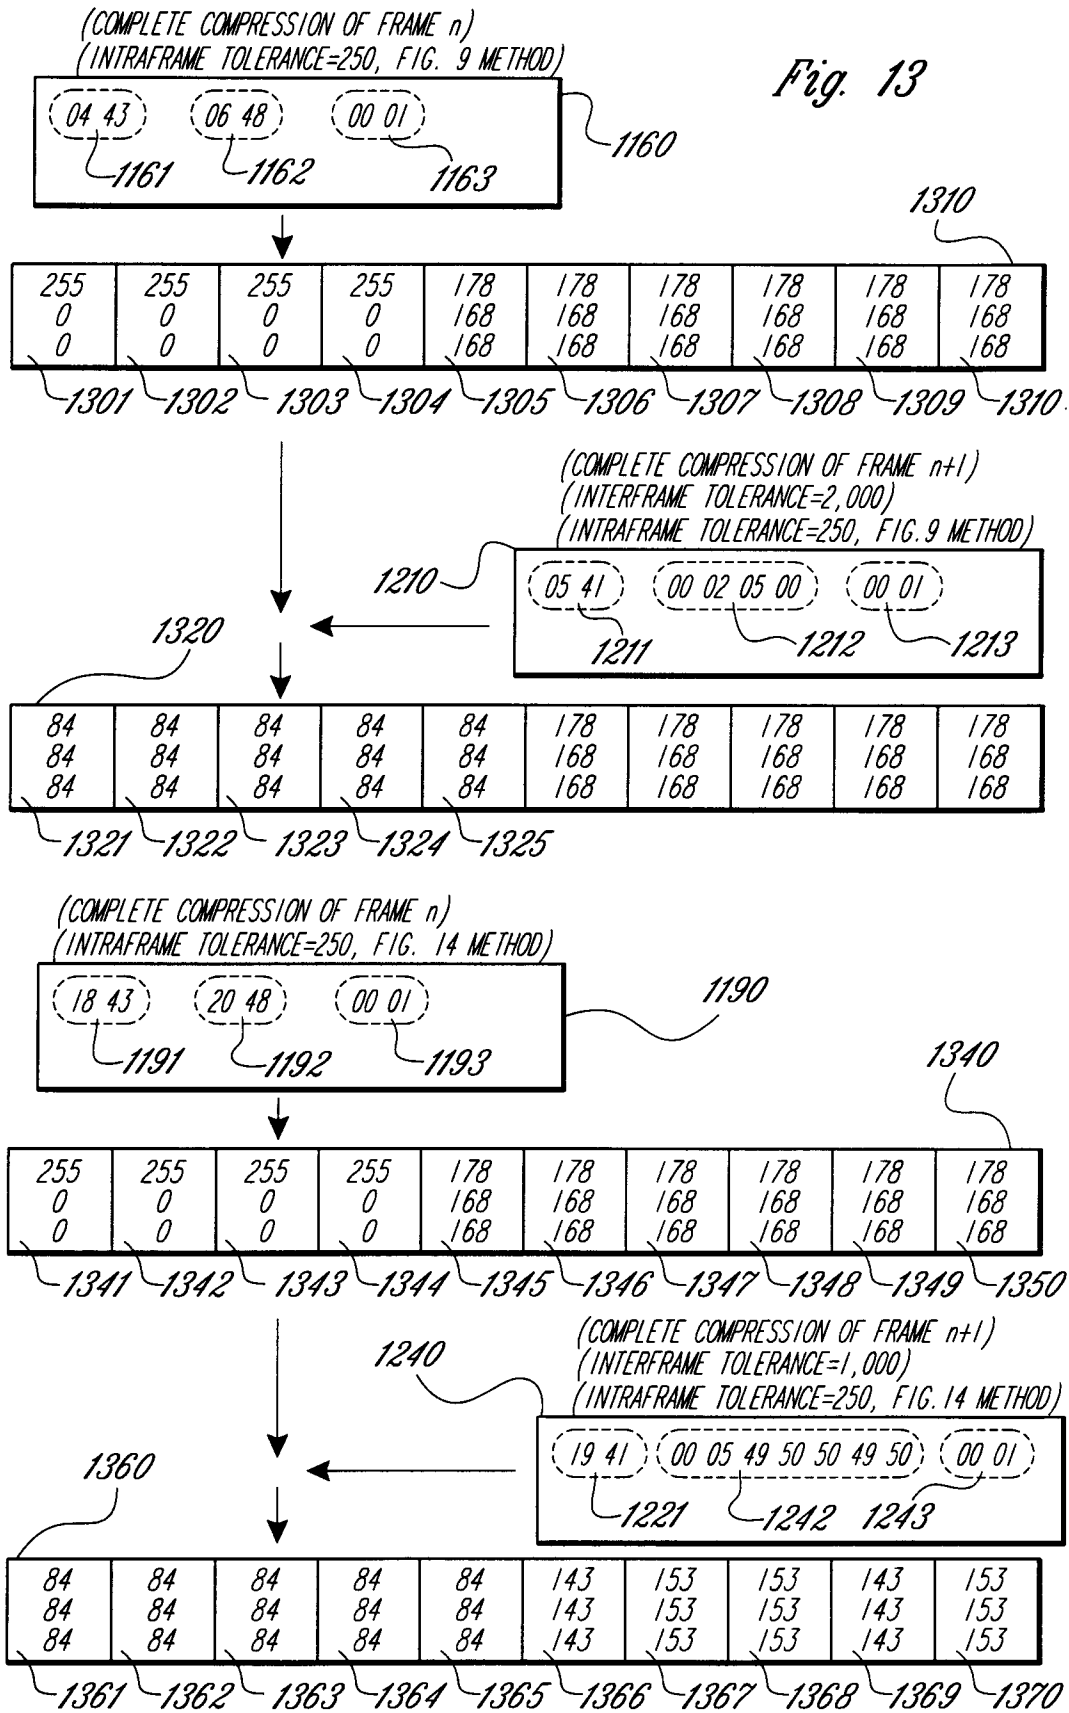 (COMPLETE COMPRESSION OF FRAME n)
(INTRAFRAME TOLERANCE=250, FIG. 9 METHOD)
Fig. 13
04 43 06 48 00 01
1160
1161 1162 1163
1310
255 255 255 255 178 178 178 178 178 178
0 0 0 0 168 168 168 168 168 168
0 0 0 0 168 168 168 168 168 168
1301 1302 1303 1304 1305 1306 1307 1308 1309 1310
(COMPLETE COMPRESSION OF FRAME n+1)
(INTERFRAME TOLERANCE=2,000)
(INTRAFRAME TOLERANCE=250, FIG. 9 METHOD)
1210
05 41 00 02 05 00 00 01
1211 1212 1213
1320
84 84 84 84 84 178 178 178 178 178
84 84 84 84 84 168 168 168 168 168
84 84 84 84 84 168 168 168 168 168
1321 1322 1323 1324 1325
(COMPLETE COMPRESSION OF FRAME n)
(INTRAFRAME TOLERANCE=250, FIG. 14 METHOD)
18 43 20 48 00 01
1190
1191 1192 1193
1340
255 255 255 255 178 178 178 178 178 178
0 0 0 0 168 168 168 168 168 168
0 0 0 0 168 168 168 168 168 168
1341 1342 1343 1344 1345 1346 1347 1348 1349 1350
(COMPLETE COMPRESSION OF FRAME n+1)
(INTERFRAME TOLERANCE=1,000)
(INTRAFRAME TOLERANCE=250, FIG. 14 METHOD)
1240
19 41 00 05 49 50 50 49 50 00 01
1221 1242 1243
1360
84 84 84 84 84 143 153 153 143 153
84 84 84 84 84 143 153 153 143 153
84 84 84 84 84 143 153 153 143 153
1361 1362 1363 1364 1365 1366 1367 1368 1369 1370